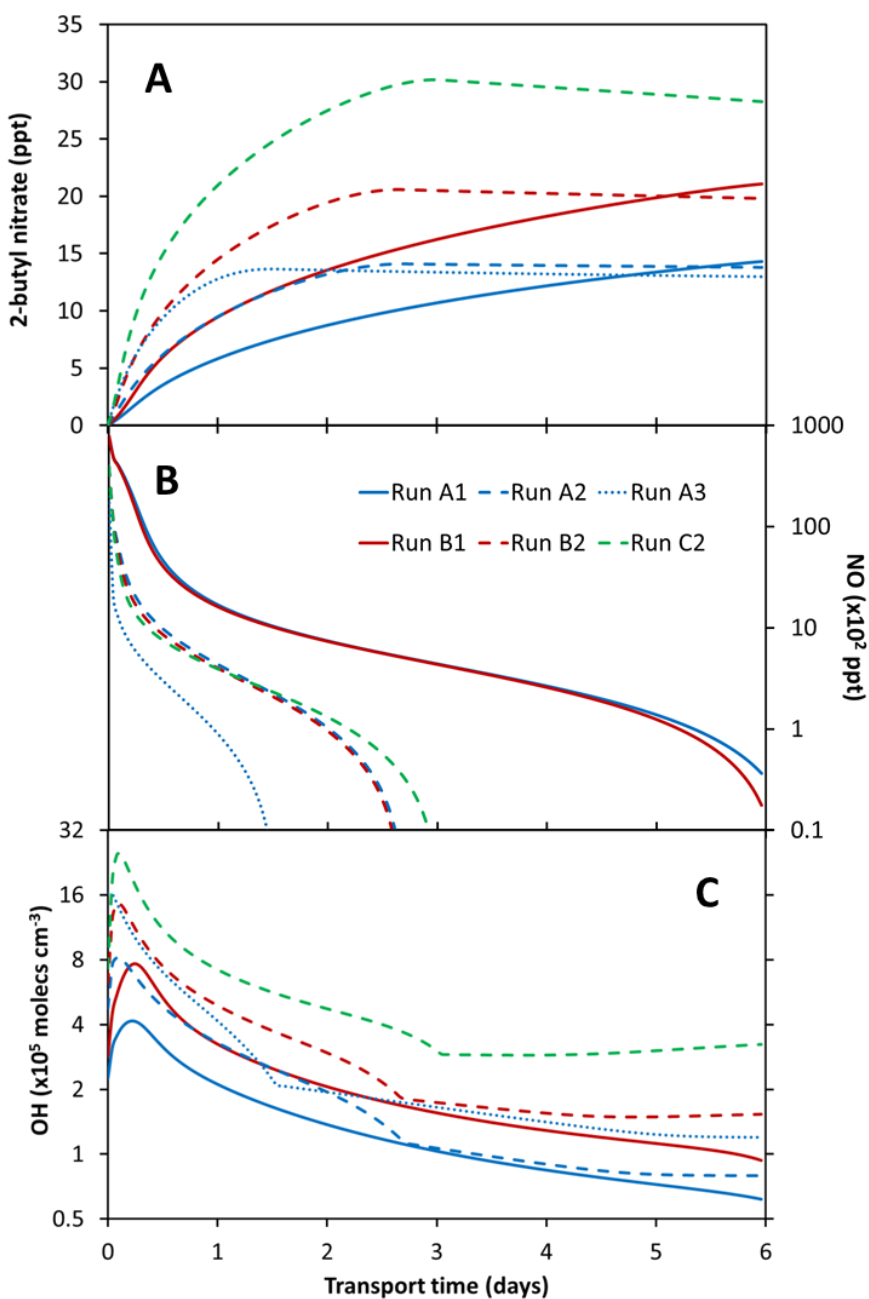 35
30
25
20
15
10
5
0
2-butyl nitrate (ppt)
A
1000
100
10
1
0.1
NO (x10² ppt)
B
Run A1 Run A2 Run A3
Run B1 Run B2 Run C2
32
16
8
4
2
1
0.5
OH (x10⁵ molecs cm⁻³)
C
0 1 2 3 4 5 6
Transport time (days)